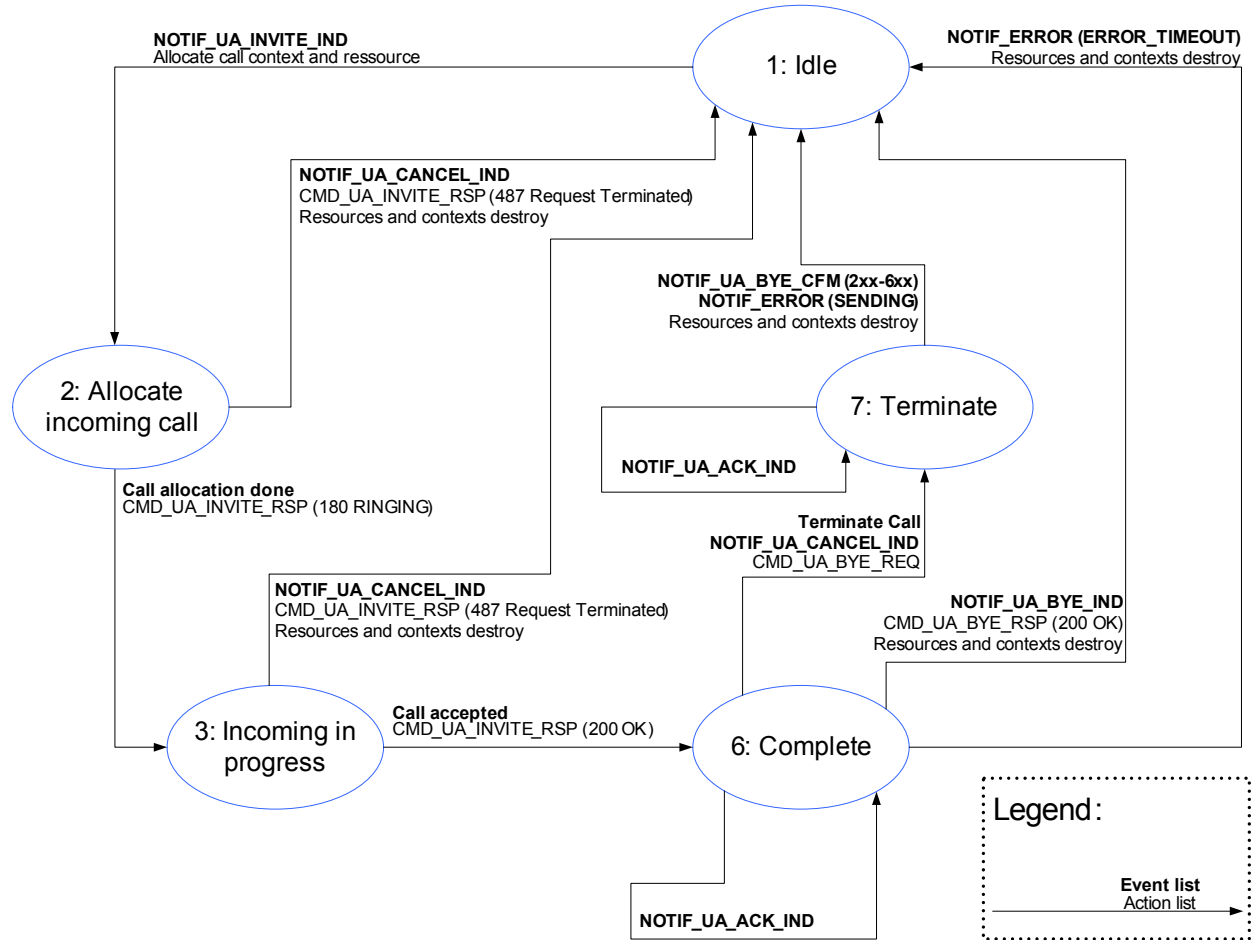 NOTIF_UA_INVITE_IND
Allocate call context and ressource
1: Idle
NOTIF_ERROR (ERROR_TIMEOUT)
Resources and contexts destroy
NOTIF_UA_CANCEL_IND
CMD_UA_INVITE_RSP (487 Request Terminated)
Resources and contexts destroy
NOTIF_UA_BYE_CFM (2xx-6xx)
NOTIF_ERROR (SENDING)
Resources and contexts destroy
2: Allocate
incoming call
7: Terminate
NOTIF_UA_ACK_IND
Call allocation done
CMD_UA_INVITE_RSP (180 RINGING)
Terminate Call
NOTIF_UA_CANCEL_IND
CMD_UA_BYE_REQ
NOTIF_UA_CANCEL_IND
CMD_UA_INVITE_RSP (487 Request Terminated)
Resources and contexts destroy
NOTIF_UA_BYE_IND
CMD_UA_BYE_RSP (200 OK)
Resources and contexts destroy
3: Incoming in
progress
Call accepted
CMD_UA_INVITE_RSP (200 OK)
6: Complete
NOTIF_UA_ACK_IND
Legend:
Event list
Action list